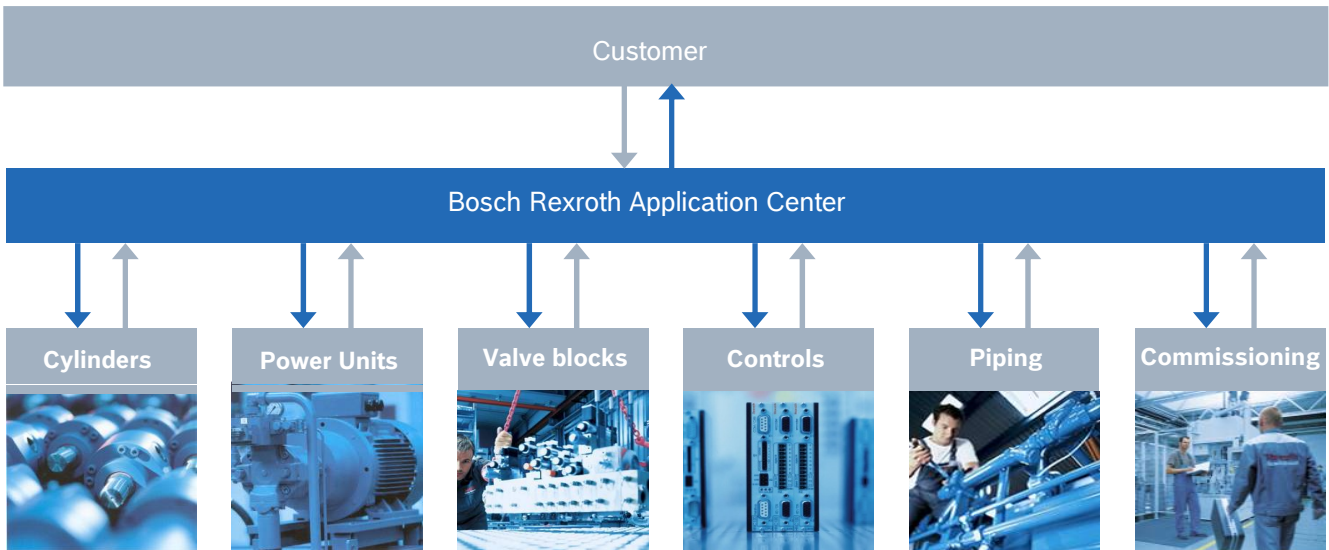 Customer
Bosch Rexroth Application Center
Cylinders
Power Units
Valve blocks
Controls
Piping
Commissioning